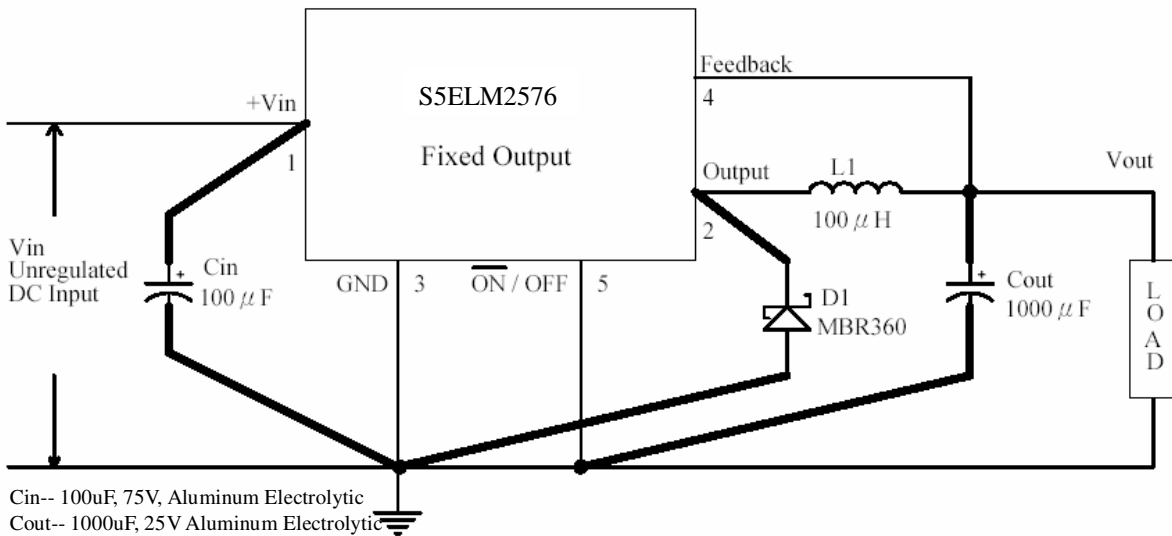 S5ELM2576
Fixed Output
+Vin
1
Feedback
4
Output
2
L1
100 μH
Vout
Vin
Unregulated
DC Input
Cin
100 μF
GND
3
ON / OFF
5
D1
MBR360
Cout
1000 μF
LOAD
Cin-- 100uF, 75V, Aluminum Electrolytic
Cout-- 1000uF, 25V Aluminum Electrolytic
+
+